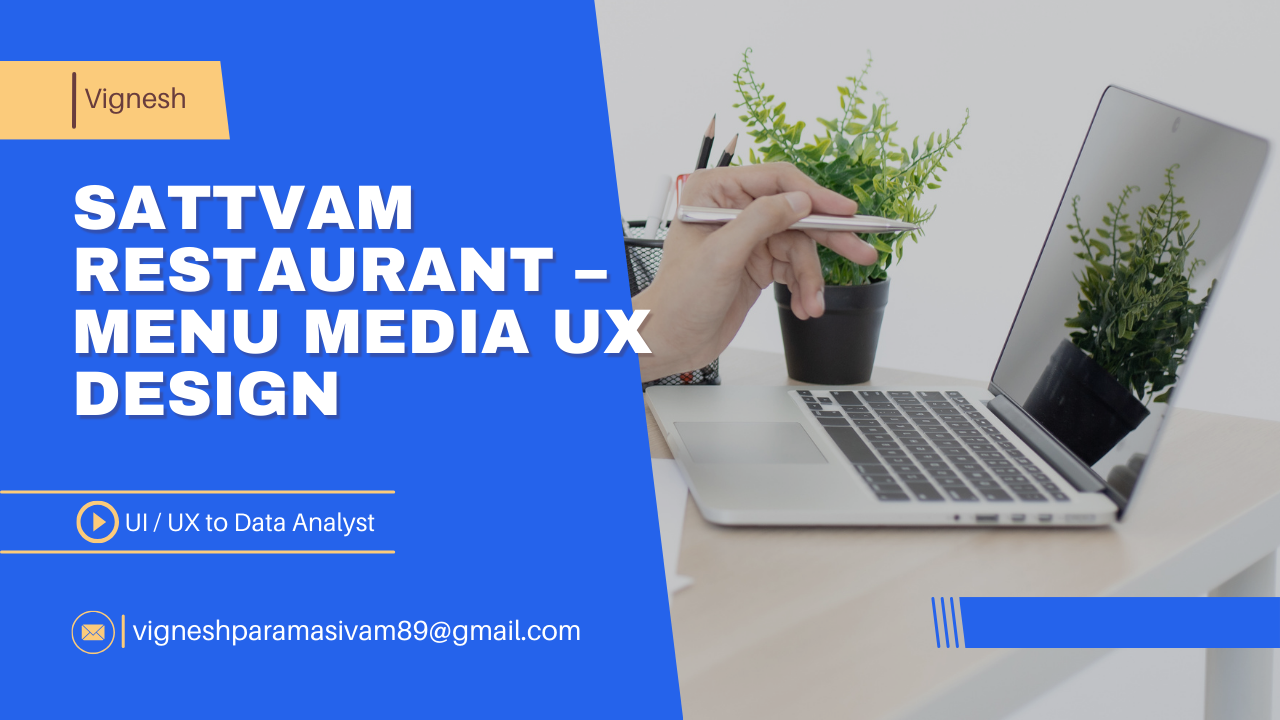 Vignesh
SATTVAM
RESTAURANT –
MENU MEDIA UX
DESIGN
UI / UX to Data Analyst
vigneshparamasivam89@gmail.com